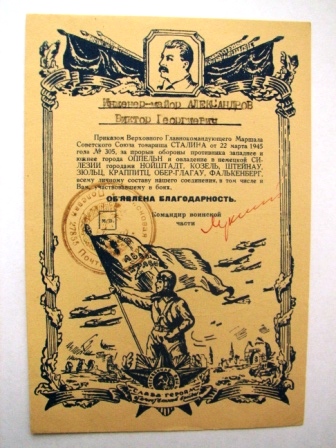 Инженер-майор АЛЕКСАНДРОВ
Виктор Георгиевич
Приказом Верховного Главнокомандующего Маршала
Советского Союза товарища СТАЛИНА от 22 марта 1945
года № 305, за прорыв обороны противника западнее и
южнее города ОППЕЛЬН и овладение в немецкой СИ-
ЛЕЗИИ городами НОЙШТАДТ, КОЗЕЛЬ, ШТЕЙНАУ,
ЗЮЛЬЦ, КРАППИТЦ, ОБЕР-ГЛАГАУ, ФАЛЬКЕНБЕРГ,
всему личному составу нашего соединения, в том числе и
Вам, участвовавшему в боях,
ОБ'ЯВЛЕНА БЛАГОДАРНОСТЬ.
Командир воинской
части
СЛАВА ГЕРОЯМ